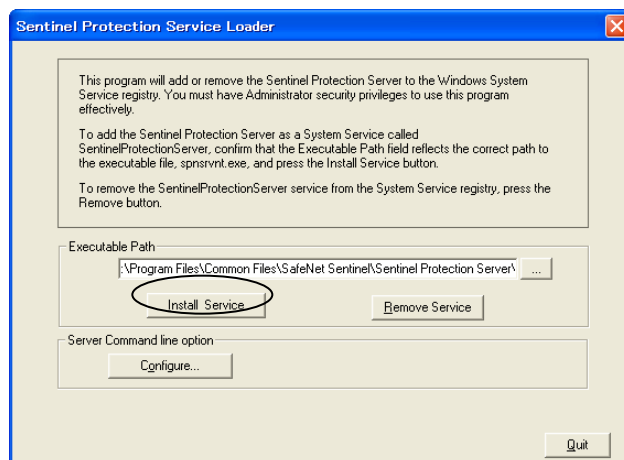 Sentinel Protection Service Loader
This program will add or remove the Sentinel Protection Server to the Windows System
Service registry. You must have Administrator security privileges to use this program
effectively.
To add the Sentinel Protection Server as a System Service called
SentinelProtectionServer, confirm that the Executable Path field reflects the correct path to
the executable file, spnsrvnt.exe, and press the Install Service button.
To remove the SentinelProtectionServer service from the System Service registry, press the
Remove button.
Executable Path
:\Program Files\Common Files\SafeNet Sentinel\Sentinel Protection Server\ ...
Install Service Remove Service
Server Command line option
Configure...
Quit